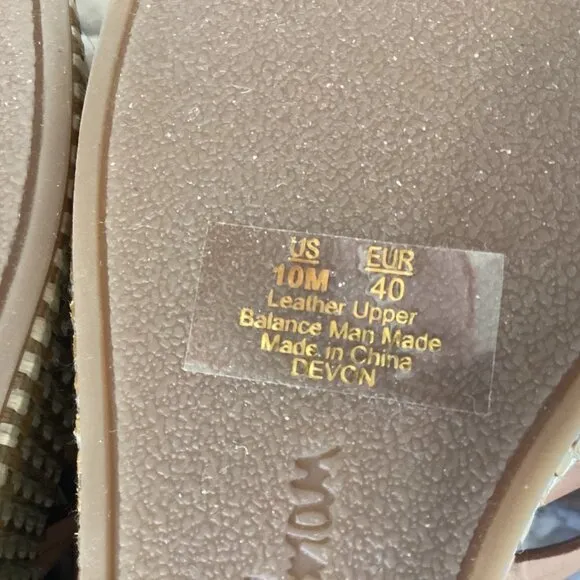 US EUR
10M 40
Leather Upper
Balance Man Made
Made in China
DEVON